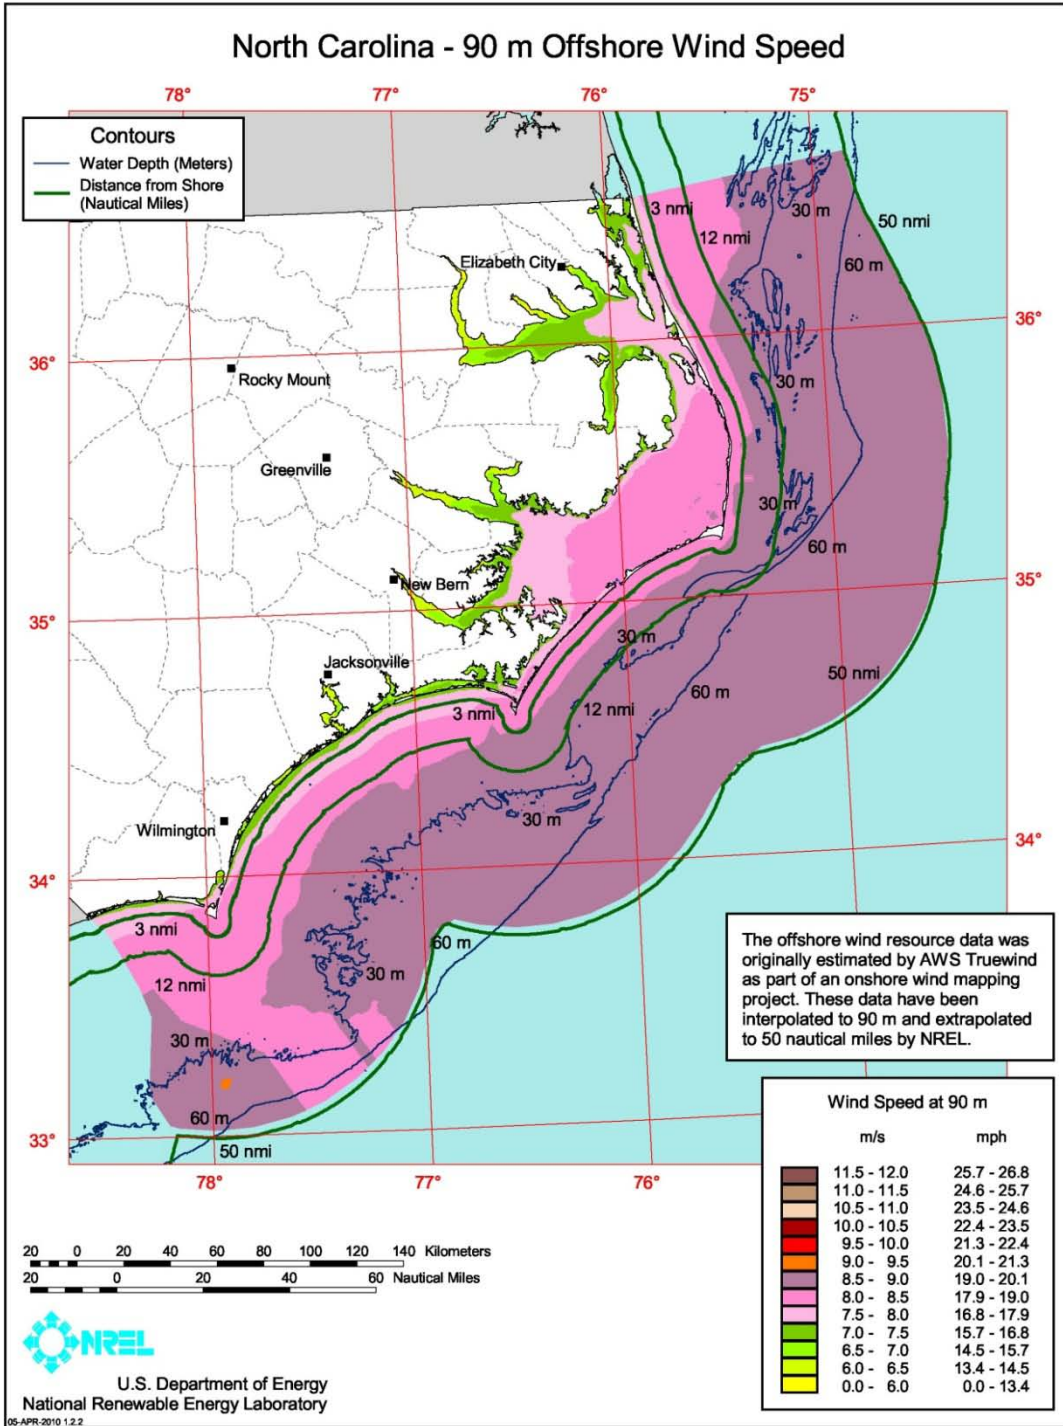 North Carolina - 90 m Offshore Wind Speed
78° 77° 76° 75°
Contours
Water Depth (Meters)
Distance from Shore
(Nautical Miles)
3 nmi
30 m
50 nmi
12 nmi
60 m
Elizabeth City
36°
36°
Rocky Mount
30 m
Greenville
30 m
60 m
New Bern
35°
35°
30 m
Jacksonville
50 nmi
60 m
3 nmi
12 nmi
30 m
Wilmington
34°
34°
3 nmi
60 m
30 m
12 nmi
30 m
60 m
33°
50 nmi
78° 77° 76°
The offshore wind resource data was
originally estimated by AWS Truewind
as part of an onshore wind mapping
project. These data have been
interpolated to 90 m and extrapolated
to 50 nautical miles by NREL.
Wind Speed at 90 m
m/s mph
11.5 - 12.0 25.7 - 26.8
11.0 - 11.5 24.6 - 25.7
10.5 - 11.0 23.5 - 24.6
10.0 - 10.5 22.4 - 23.5
9.5 - 10.0 21.3 - 22.4
9.0 - 9.5 20.1 - 21.3
8.5 - 9.0 19.0 - 20.1
8.0 - 8.5 17.9 - 19.0
7.5 - 8.0 16.8 - 17.9
7.0 - 7.5 15.7 - 16.8
6.5 - 7.0 14.5 - 15.7
6.0 - 6.5 13.4 - 14.5
0.0 - 6.0 0.0 - 13.4
20 0 20 40 60 80 100 120 140 Kilometers
20 0 20 40 60 Nautical Miles
NREL
U.S. Department of Energy
National Renewable Energy Laboratory
05-APR-2010 1.2.2